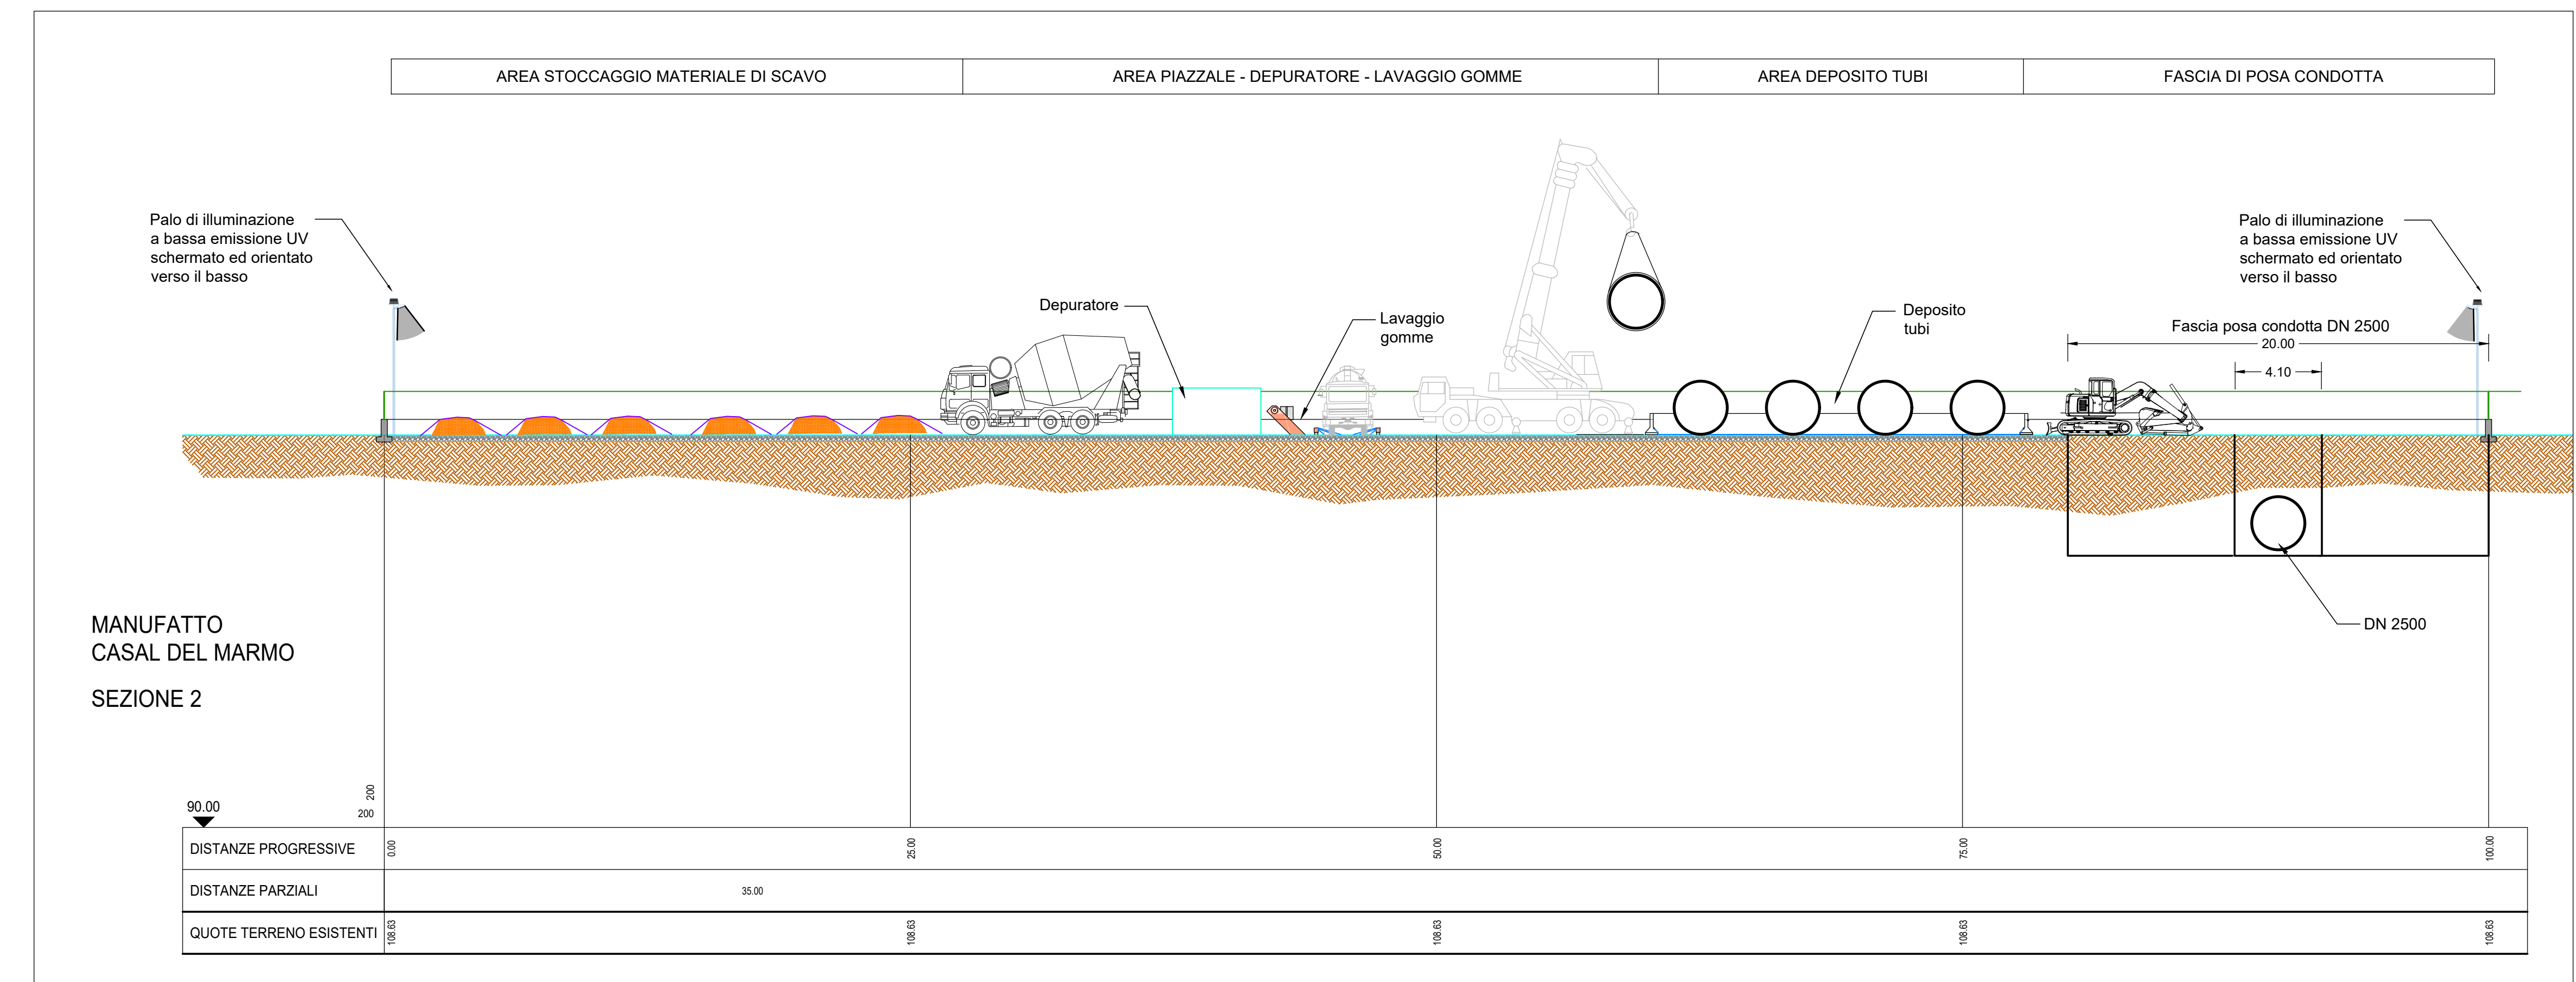 AREA STOCCAGGIO MATERIALE DI SCAVO
AREA PIAZZALE - DEPURATORE - LAVAGGIO GOMME
AREA DEPOSITO TUBI
FASCIA DI POSA CONDOTTA
Palo di illuminazione
a bassa emissione UV
schermato ed orientato
verso il basso
Depuratore
Lavaggio
gomme
Deposito
tubi
Palo di illuminazione
a bassa emissione UV
schermato ed orientato
verso il basso
Fascia posa condotta DN 2500
20.00
4.10
DN 2500
MANUFATTO
CASAL DEL MARMO
SEZIONE 2
200
200
90.00
DISTANZE PROGRESSIVE 0.00 25.00 50.00 75.00 100.00
DISTANZE PARZIALI 35.00
QUOTE TERRENO ESISTENTI 108.63 108.63 108.63 108.63 108.63